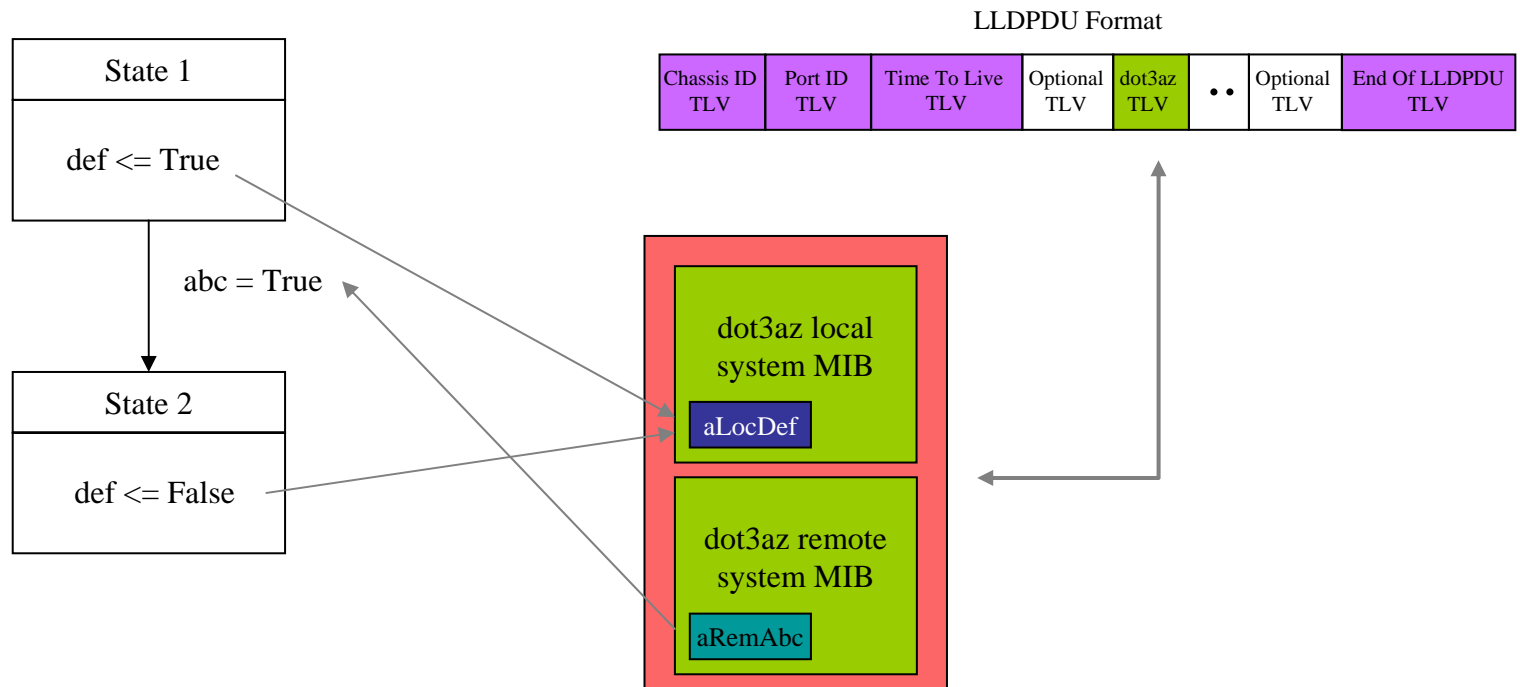 LLDPDU Format
Chassis ID
TLV
Port ID
TLV
Time To Live
TLV
Optional
TLV
dot3az
TLV
..
Optional
TLV
End Of LLDPDU
TLV
State 1
def <= True
abc = True
State 2
def <= False
dot3az local
system MIB
aLocDef
dot3az remote
system MIB
aRemAbc